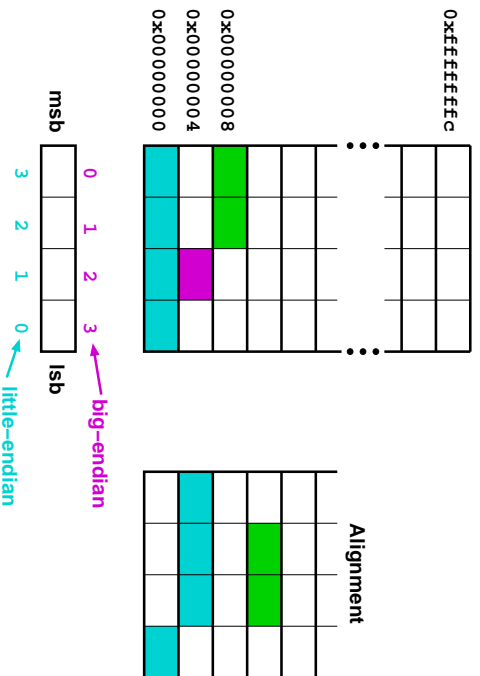 0xfffffffc
Alignment
0x00000008
0x00000004
0x00000000
big–endian
0 1 2 3
msb lsb
3 2 1 0
little–endian